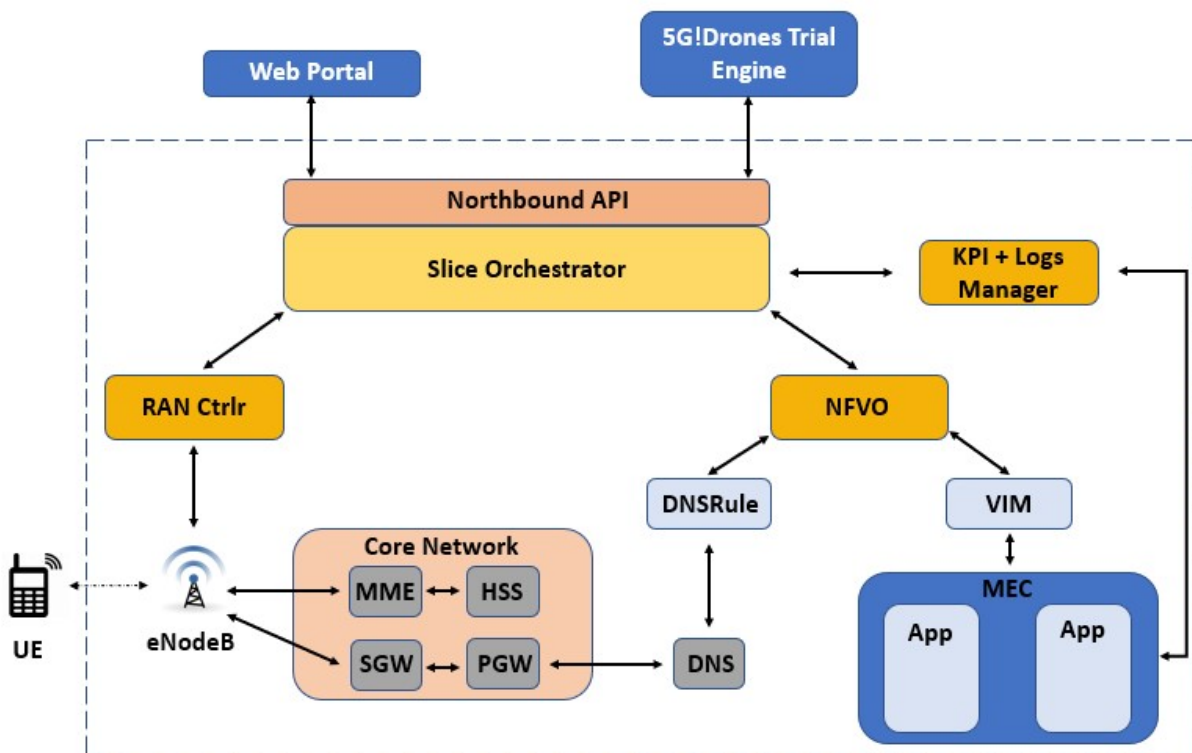 5G!Drones Trial
Engine
Web Portal
Northbound API
Slice Orchestrator
KPI + Logs
Manager
RAN Ctrlr
NFVO
DNSRule
VIM
Core Network
MME
HSS
MEC
App
App
UE
eNodeB
SGW
PGW
DNS